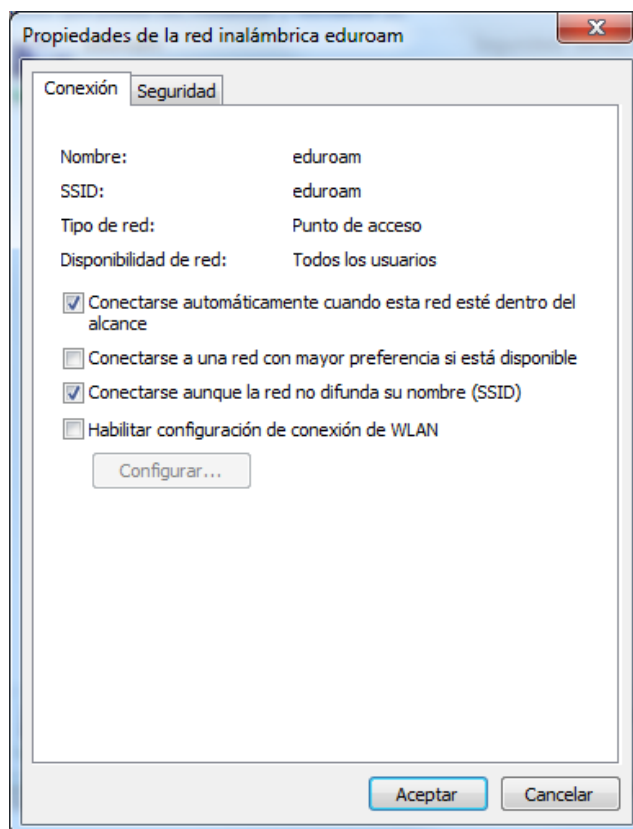 Propiedades de la red inalámbrica eduroam
Conexión Seguridad
Nombre: eduroam
SSID: eduroam
Tipo de red: Punto de acceso
Disponibilidad de red: Todos los usuarios
Conectarse automáticamente cuando esta red esté dentro del
alcance
Conectarse a una red con mayor preferencia si está disponible
Conectarse aunque la red no difunda su nombre (SSID)
Habilitar configuración de conexión de WLAN
Configurar...
Aceptar Cancelar